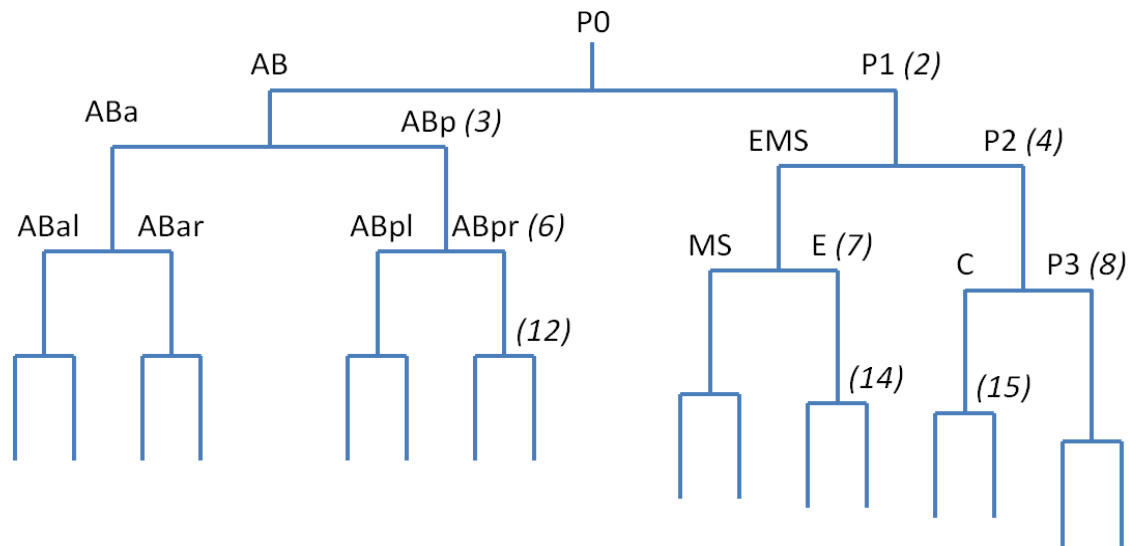 P0
AB P1 (2)
ABa ABp (3)
EMS P2 (4)
ABal ABar ABpl ABpr (6)
MS E (7) C P3 (8)
(12)
(14) (15)